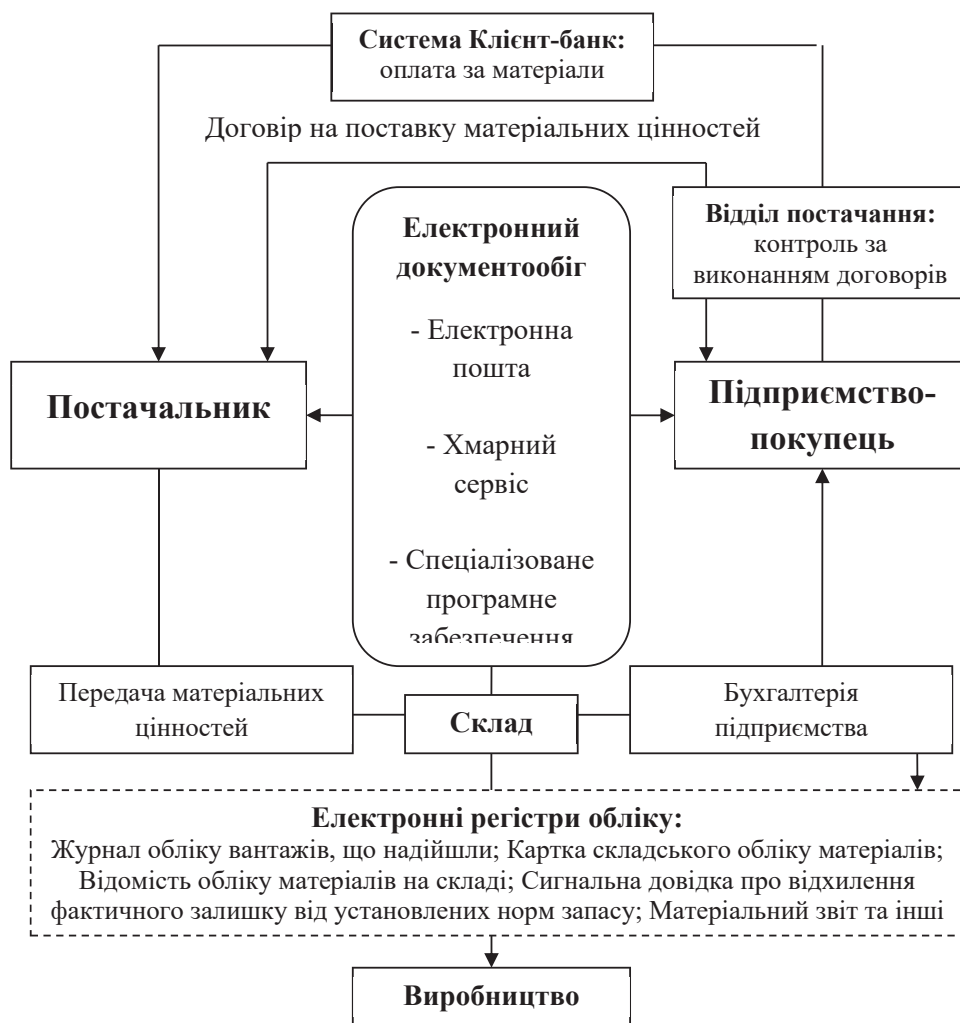 Система Клієнт-банк:
оплата за матеріали
Договір на поставку матеріальних цінностей
Відділ постачання:
контроль за
виконанням договорів
Електронний
документообіг
- Електронна
пошта
- Хмарний
сервіс
- Спеціалізоване
програмне
забезпечення
Постачальник
Підприємство-
покупець
Передача матеріальних
цінностей
Склад
Бухгалтерія
підприємства
Електронні регістри обліку:
Журнал обліку вантажів, що надійшли; Картка складського обліку матеріалів;
Відомість обліку матеріалів на складі; Сигнальна довідка про відхилення
фактичного залишку від установлених норм запасу; Матеріальний звіт та інші
Виробництво